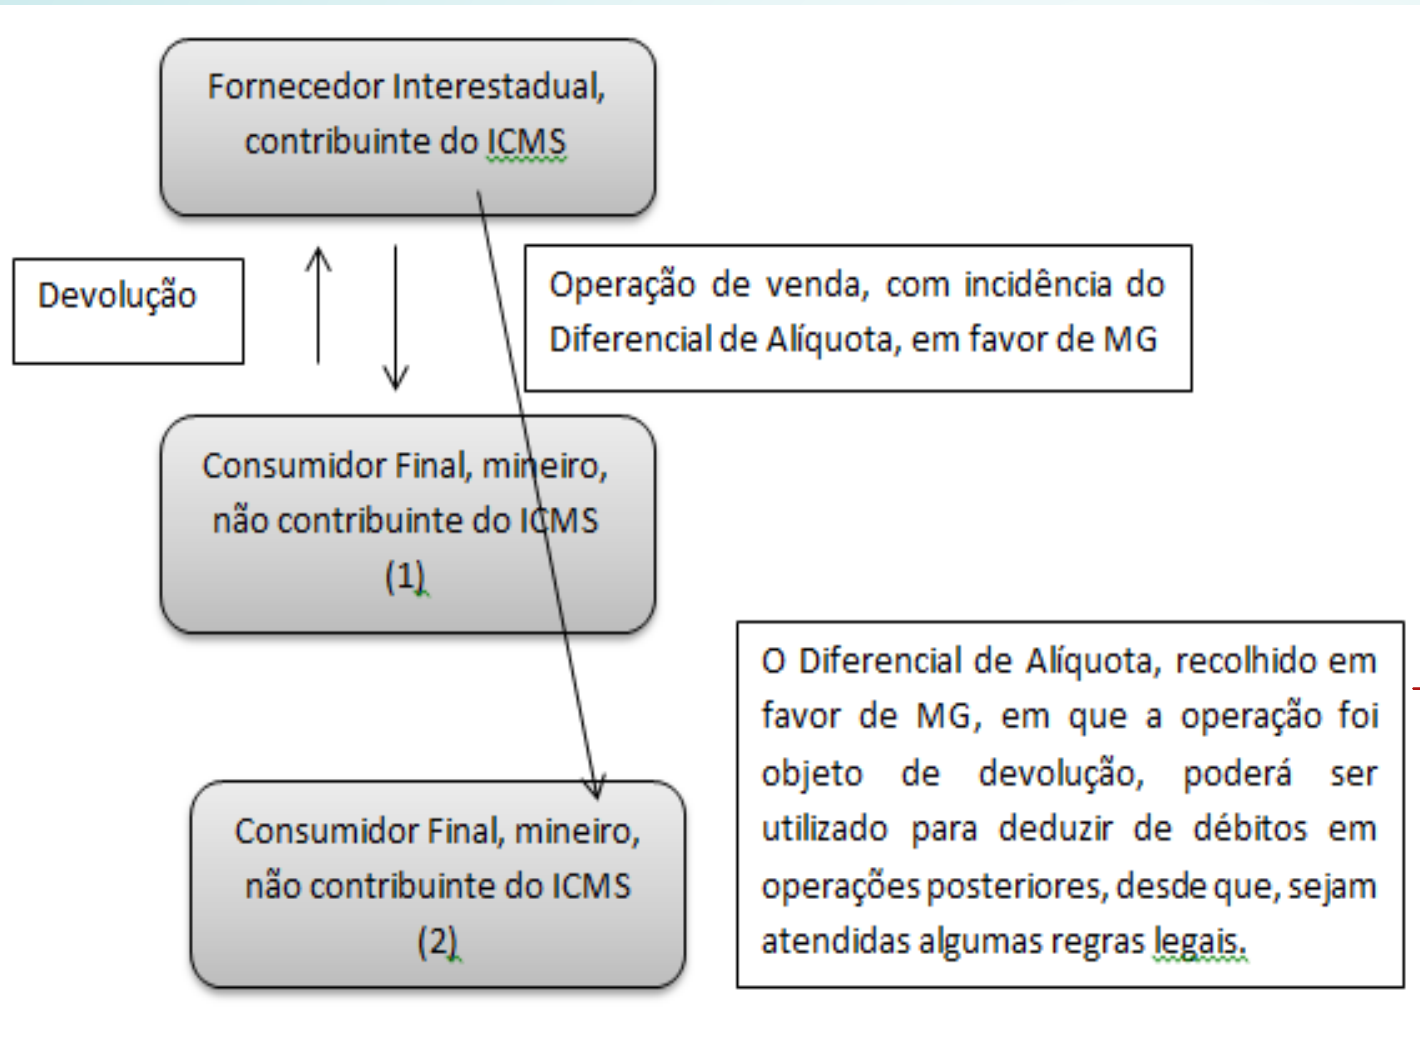 Fornecedor Interestadual,
contribuinte do ICMS
Devolução
Operação de venda, com incidência do
Diferencial de Alíquota, em favor de MG
Consumidor Final, mineiro,
não contribuinte do ICMS
(1)
O Diferencial de Alíquota, recolhido em
favor de MG, em que a operação foi
objeto de devolução, poderá ser
utilizado para deduzir de débitos em
operações posteriores, desde que, sejam
atendidas algumas regras legais.
Consumidor Final, mineiro,
não contribuinte do ICMS
(2)